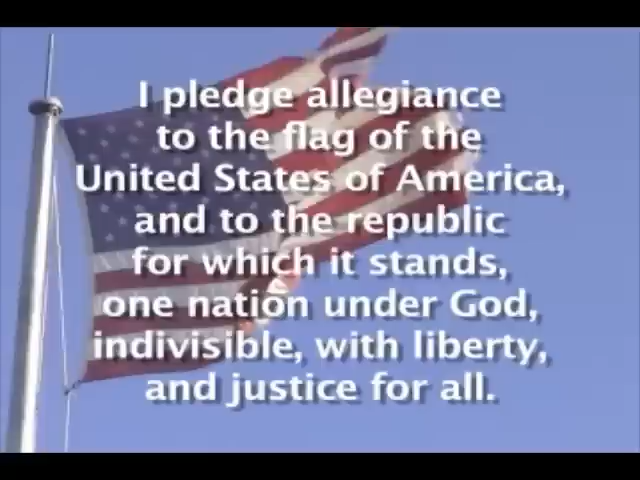 I pledge allegiance
to the flag of the
United States of America,
and to the republic
for which it stands,
one nation under God,
indivisible, with liberty,
and justice for all.